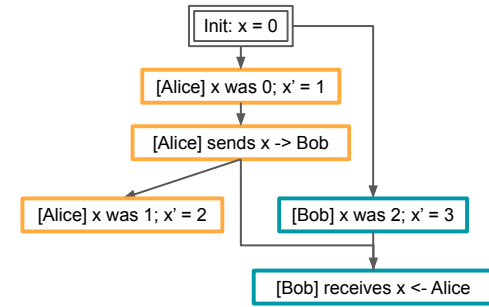 Init: x = 0
[Alice] x was 0; x’ = 1
[Alice] sends x -> Bob
[Alice] x was 1; x’ = 2
[Bob] x was 2; x’ = 3
[Bob] receives x <- Alice